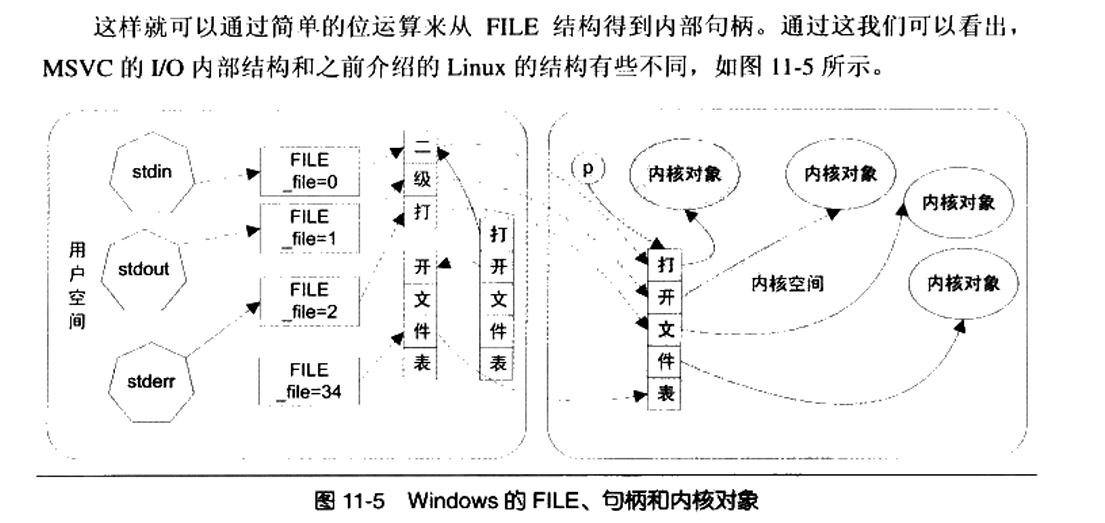 这样就可以通过简单的位运算来从 FILE 结构得到内部句柄。通过这我们可以看出，
MSVC 的 I/O 内部结构和之前介绍的 Linux 的结构有些不同，如图 11-5 所示。
用户空间
stdin
stdout
stderr
FILE
_file=0
FILE
_file=1
FILE
_file=2
FILE
_file=34
二级打
开文件表
打开文件表
p
内核对象
内核对象
内核对象
内核对象
内核空间
打开文件表
图 11-5 Windows 的 FILE、句柄和内核对象